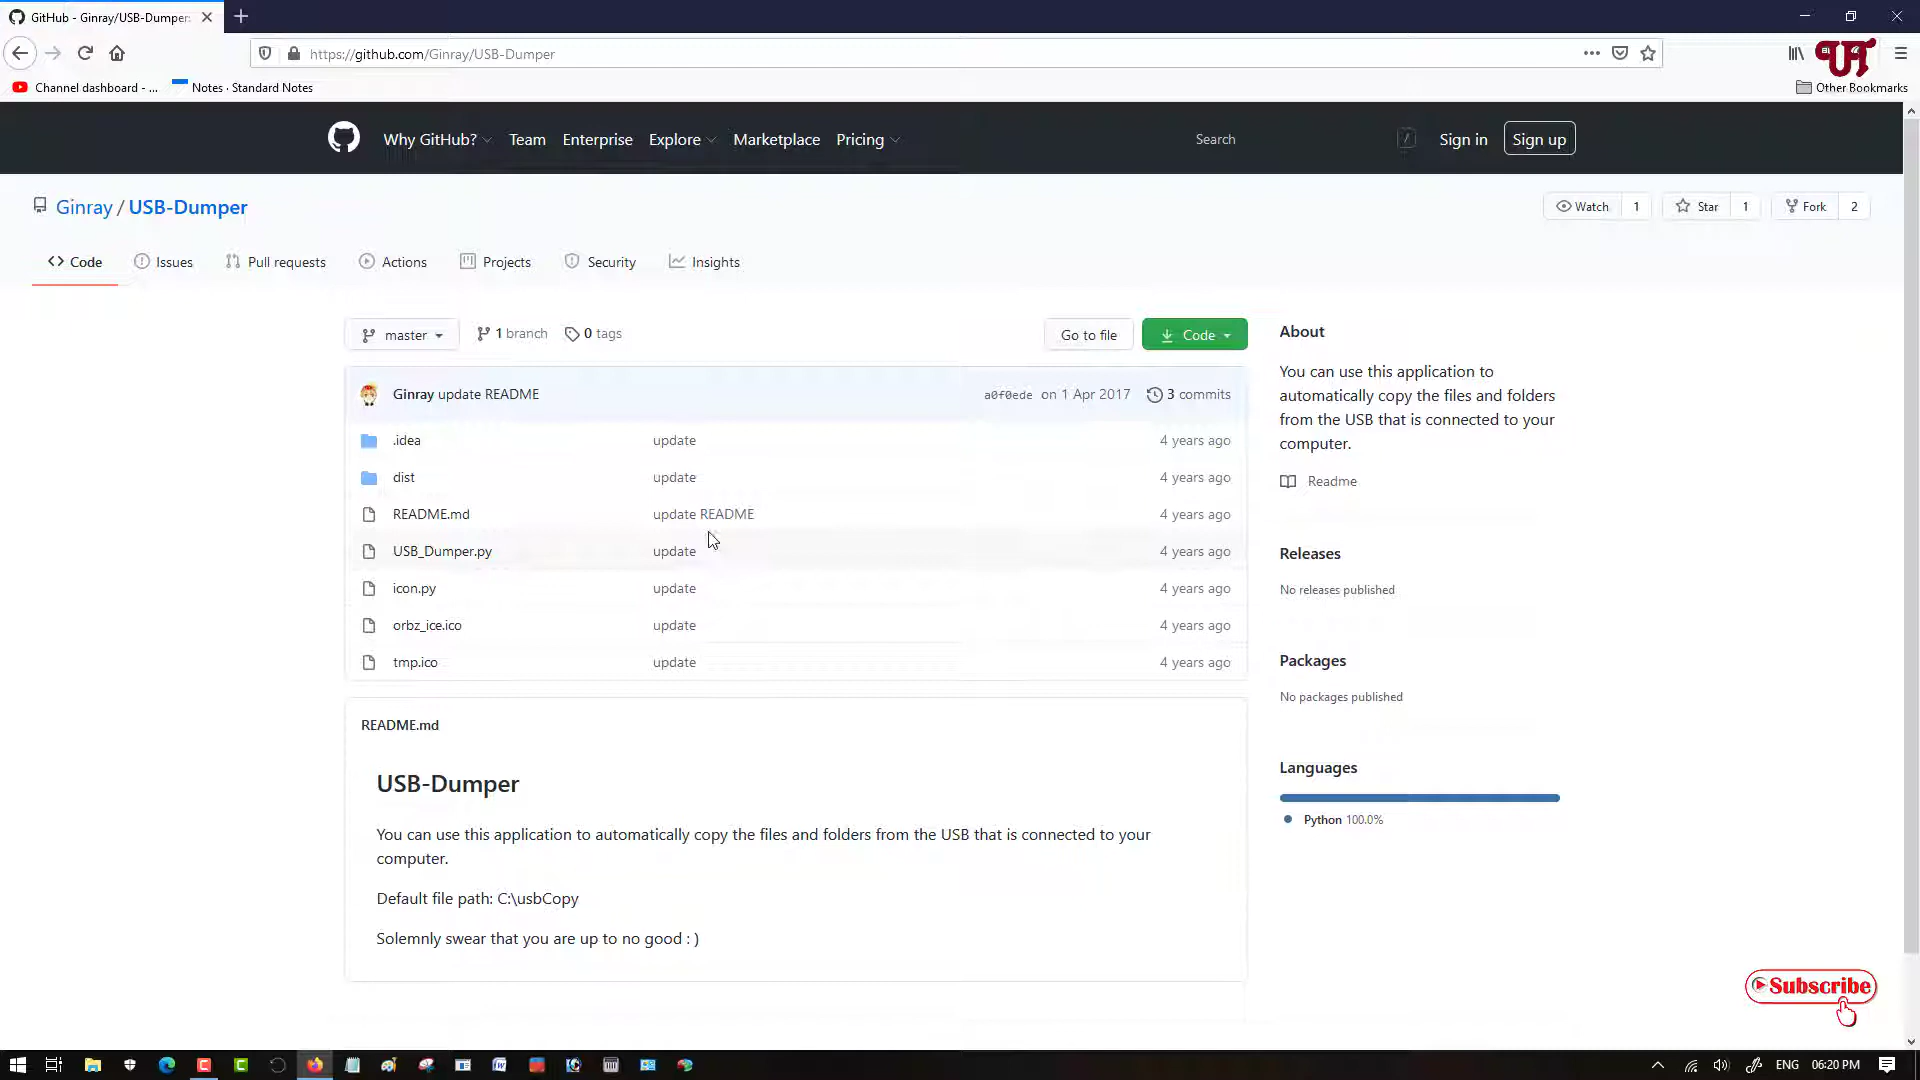 GitHub - Ginray/USB-Dumper:
https://github.com/Ginray/USB-Dumper
UT
Channel dashboard - ...
Notes · Standard Notes
Other Bookmarks
Why GitHub?
Team
Enterprise
Explore
Marketplace
Pricing
Search
/
Sign in
Sign up
Ginray / USB-Dumper
Watch 1
Star 1
Fork 2
<> Code
Issues
Pull requests
Actions
Projects
Security
Insights
master
1 branch
0 tags
Go to file
Code
Ginray update README
a0f0ede on 1 Apr 2017
3 commits
.idea update 4 years ago
dist update 4 years ago
README.md update README 4 years ago
USB_Dumper.py update 4 years ago
icon.py update 4 years ago
orbz_ice.ico update 4 years ago
tmp.ico update 4 years ago
README.md
USB-Dumper
You can use this application to automatically copy the files and folders from the USB that is connected to your
computer.
Default file path: C:\usbCopy
Solemnly swear that you are up to no good : )
About
You can use this application to
automatically copy the files and folders
from the USB that is connected to your
computer.
Readme
Releases
No releases published
Packages
No packages published
Languages
Python 100.0%
Subscribe
ENG 06:20 PM